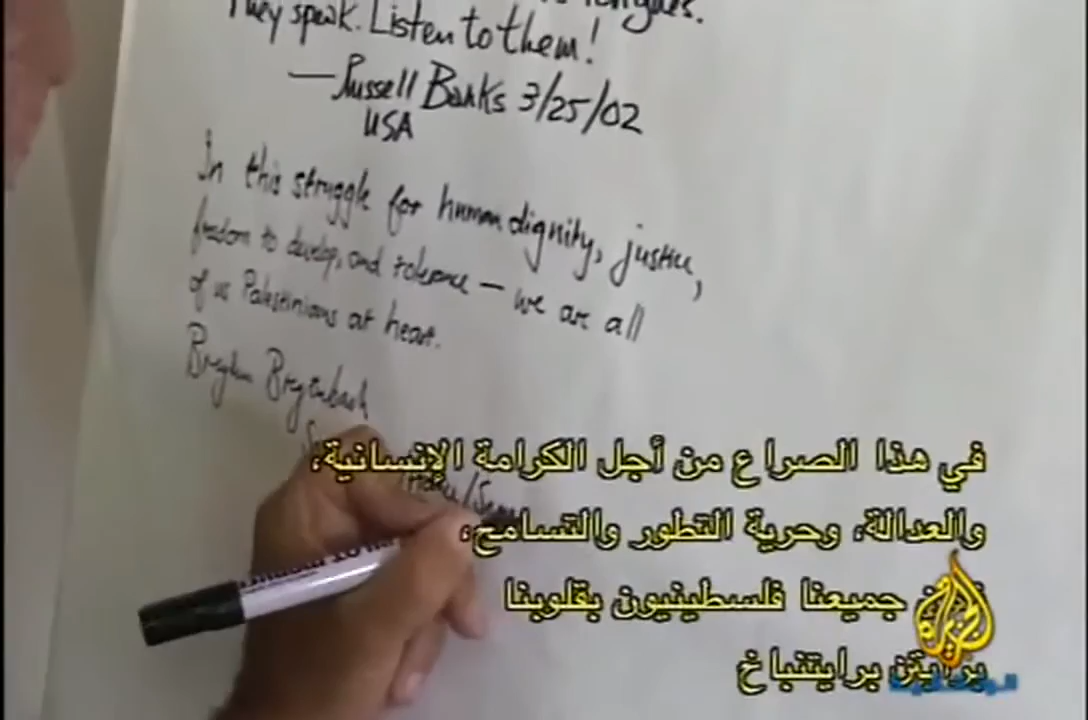 They speak. Listen to them!
— Russell Banks 3/25/02
USA
In this struggle for human dignity, justice,
freedom to develop, and tolerance — we are all
of us Palestinians at heart.
Breyten Breytenbach
في هذا الصراع من أجل الكرامة الإنسانية،
والعدالة، وحرية التطور والتسامح،
جميعنا فلسطينيون بقلوبنا
برايتن برايتنباخ
الجزيرة